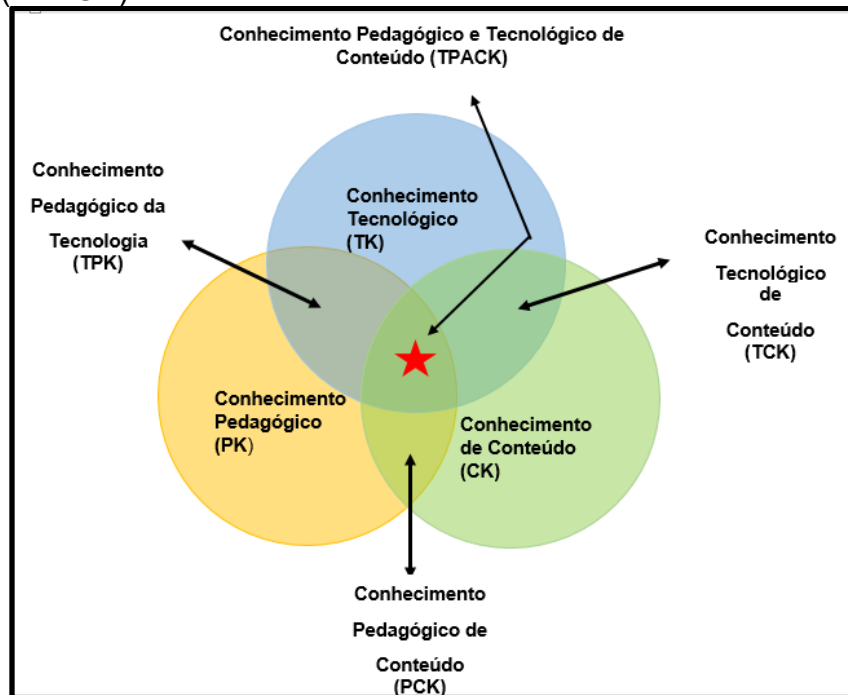 Conhecimento Pedagógico e Tecnológico de
Conteúdo (TPACK)
Conhecimento
Pedagógico da
Tecnologia
(TPK)
Conhecimento
Tecnológico
(TK)
Conhecimento
Tecnológico
de
Conteúdo
(TCK)
Conhecimento
Pedagógico
(PK)
Conhecimento
de Conteúdo
(CK)
Conhecimento
Pedagógico de
Conteúdo
(PCK)